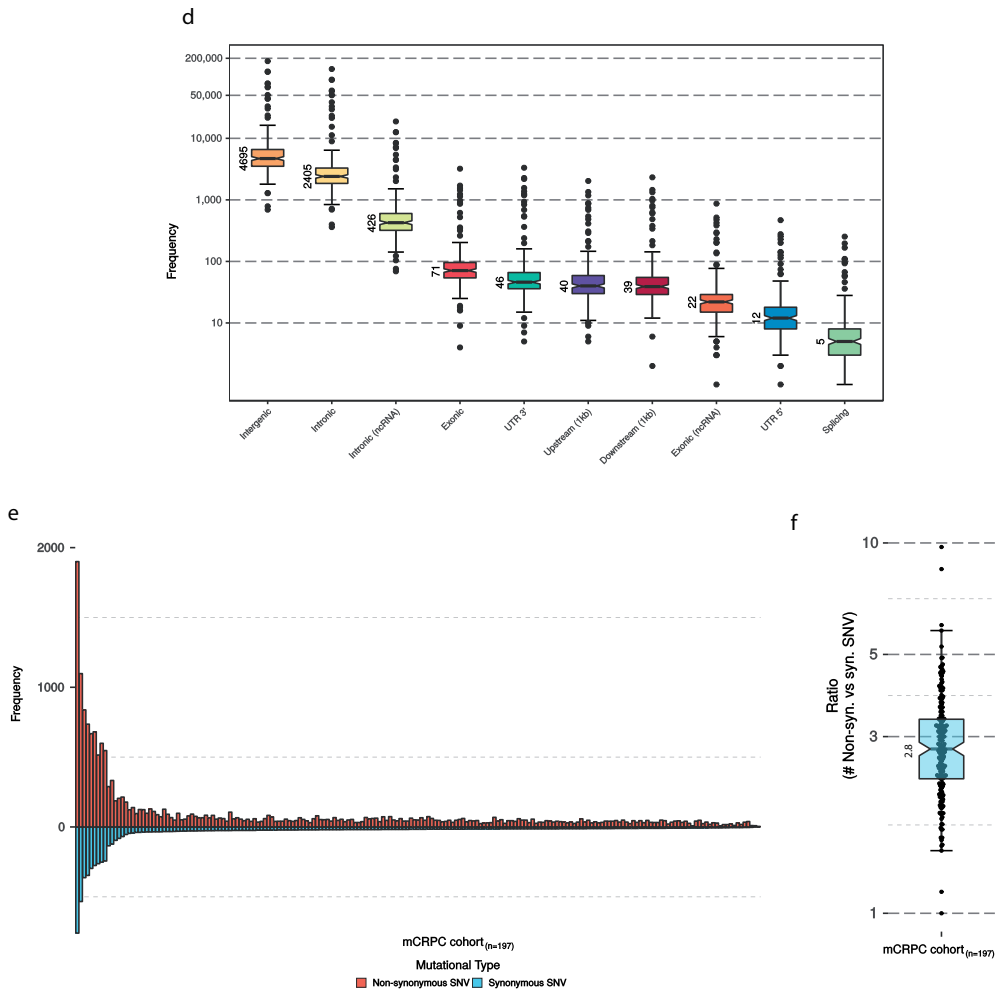 d
200,000
50,000
10,000
1,000
100
10
Frequency
4695
2405
426
71
46
40
39
22
12
5
Intergenic
Intronic
Intronic (ncRNA)
Exonic
UTR 3'
Upstream (1kb)
Downstream (1kb)
Exonic (ncRNA)
UTR 5'
Splicing
e
2000
1000
0
Frequency
mCRPC cohort (n=197)
Mutational Type
Non-synonymous SNV
Synonymous SNV
f
10
5
3
1
Ratio
(# Non-syn. vs syn. SNV)
2.8
mCRPC cohort (n=197)